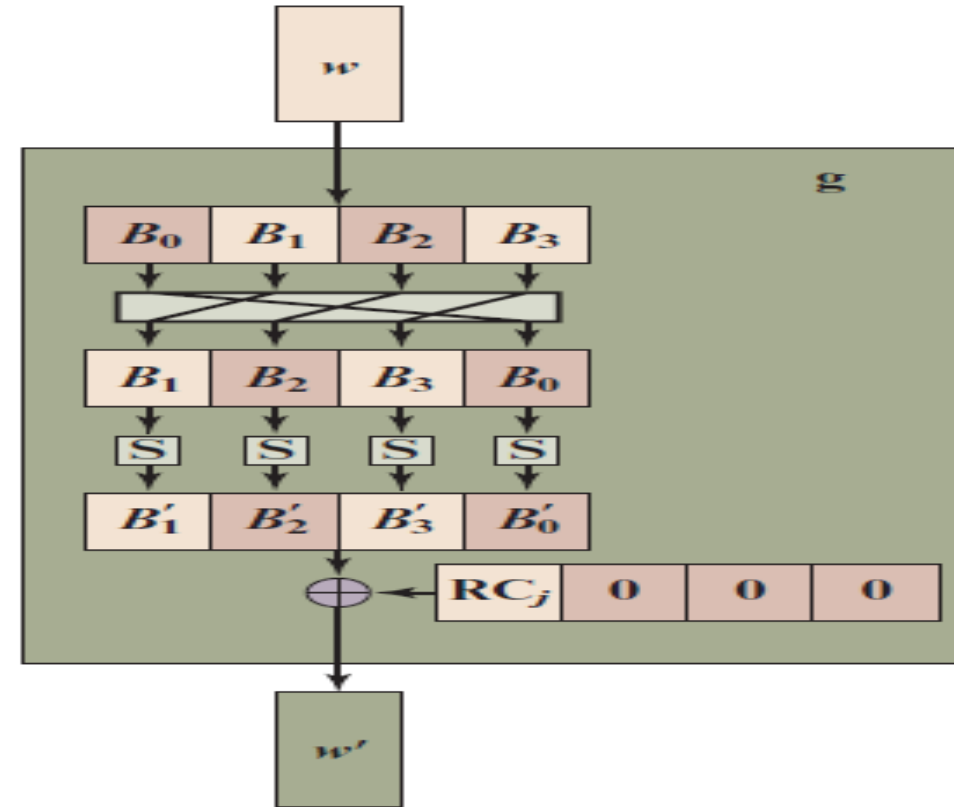 w
g
B₀ B₁ B₂ B₃
B₁ B₂ B₃ B₀
S S S S
B′₁ B′₂ B′₃ B′₀
RCⱼ 0 0 0
w′